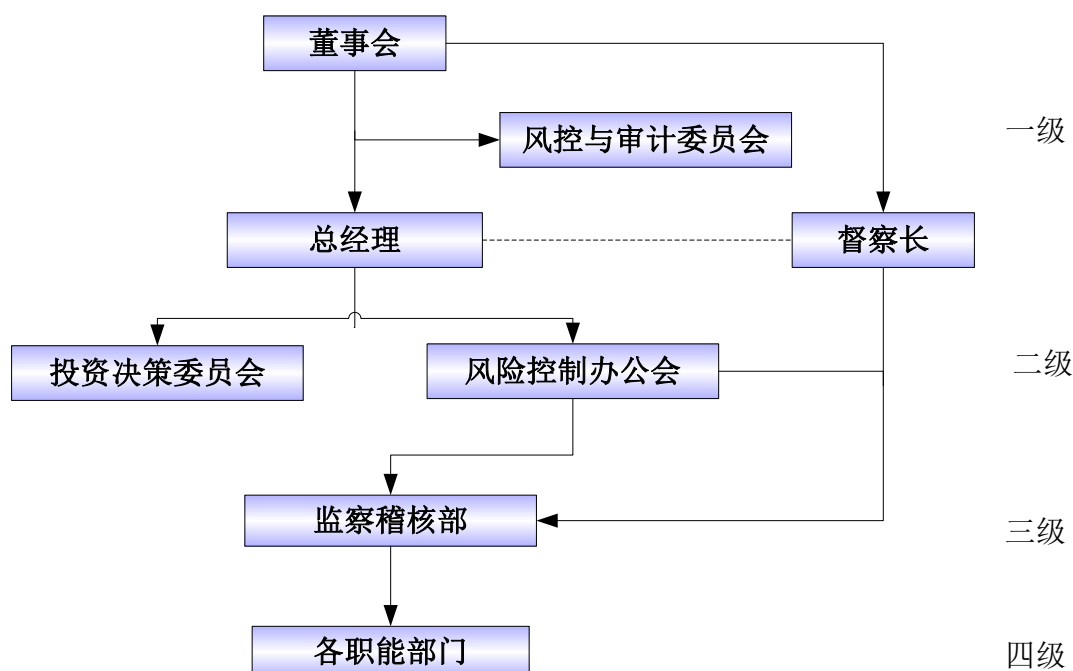 董事会
风控与审计委员会
一级
总经理
督察长
投资决策委员会
风险控制办公会
二级
监察稽核部
三级
各职能部门
四级